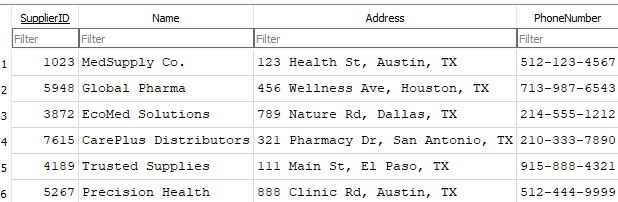 SupplierID Name Address PhoneNumber
Filter Filter Filter Filter
1 1023 MedSupply Co. 123 Health St, Austin, TX 512-123-4567
2 5948 Global Pharma 456 Wellness Ave, Houston, TX 713-987-6543
3 3872 EcoMed Solutions 789 Nature Rd, Dallas, TX 214-555-1212
4 7615 CarePlus Distributors 321 Pharmacy Dr, San Antonio, TX 210-333-7890
5 4189 Trusted Supplies 111 Main St, El Paso, TX 915-888-4321
6 5267 Precision Health 888 Clinic Rd, Austin, TX 512-444-9999